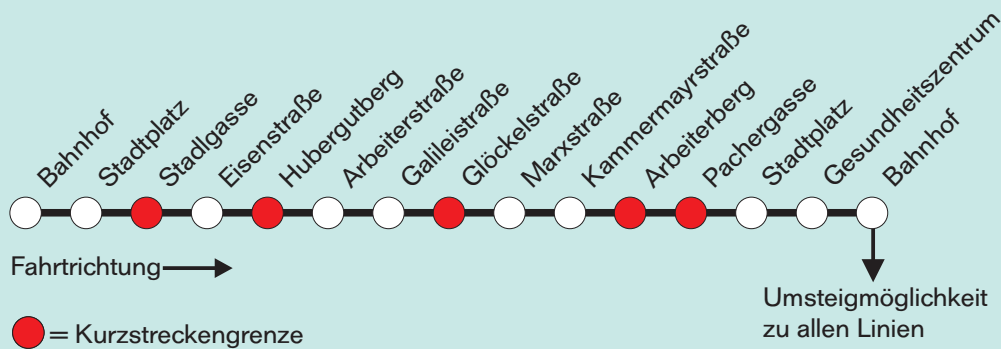 Bahnhof
Stadtplatz
Stadlgasse
Eisenstraße
Hubergutberg
Arbeiterstraße
Galileistraße
Glöckelstraße
Marxstraße
Kammermayrstraße
Arbeiterberg
Pachergasse
Stadtplatz
Gesundheitszentrum
Bahnhof
Fahrtrichtung
Umsteigmöglichkeit
zu allen Linien
= Kurzstreckengrenze